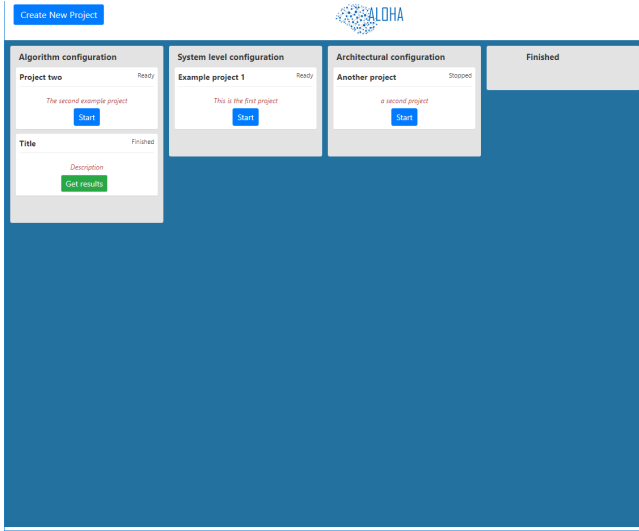 Create New Project
ALOHA
Algorithm configuration
Project two
Ready
The second example project
Start
Title
Finished
Description
Get results
System level configuration
Example project 1
Ready
This is the first project
Start
Architectural configuration
Another project
Stopped
a second project
Start
Finished